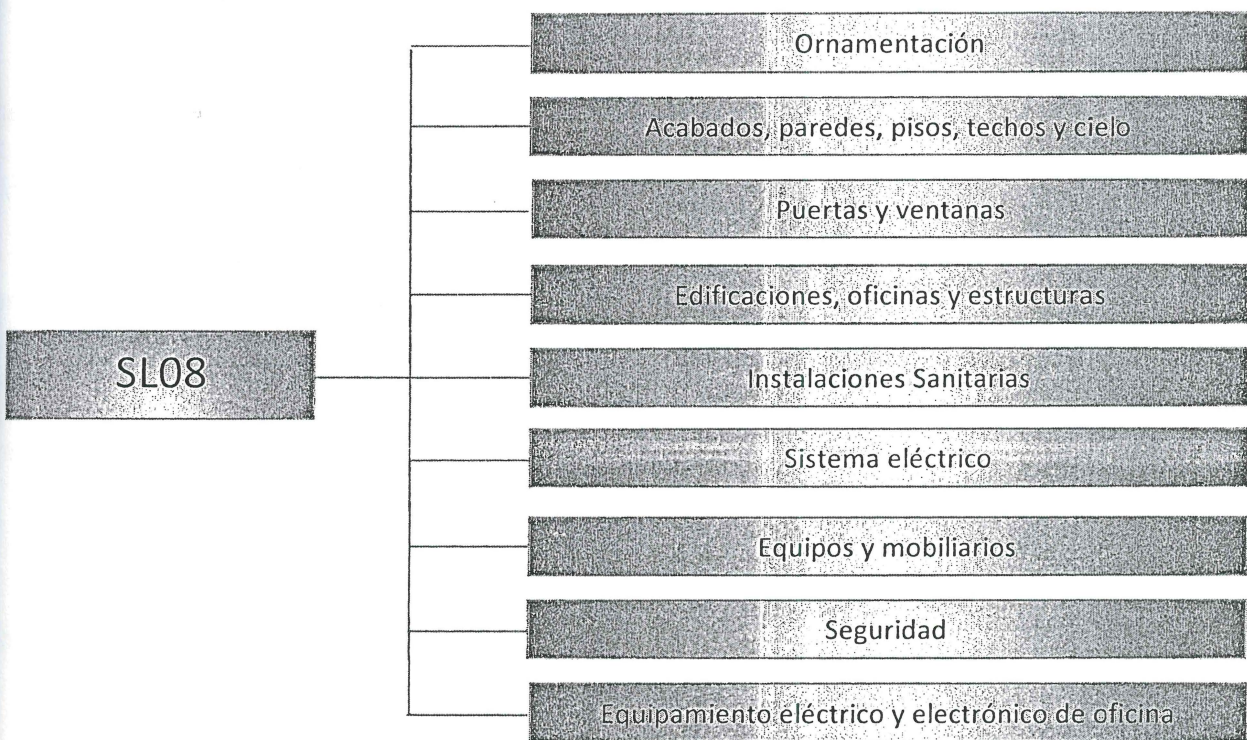 Ornamentación
Acabados, paredes, pisos, techos y cielo
Puertas y ventanas
Edificaciones, oficinas y estructuras
SL08
Instalaciones Sanitarias
Sistema eléctrico
Equipos y mobiliarios
Seguridad
Equipamiento eléctrico y electrónico de oficina